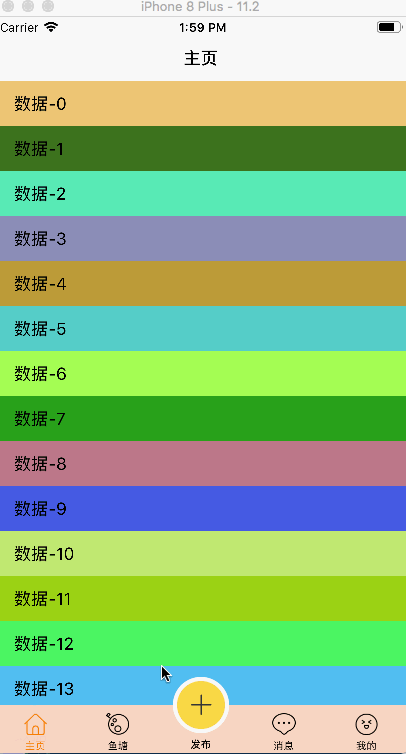 iPhone 8 Plus - 11.2
Carrier 1:59 PM
主页
数据-0
数据-1
数据-2
数据-3
数据-4
数据-5
数据-6
数据-7
数据-8
数据-9
数据-10
数据-11
数据-12
数据-13
主页 鱼塘 发布 消息 我的